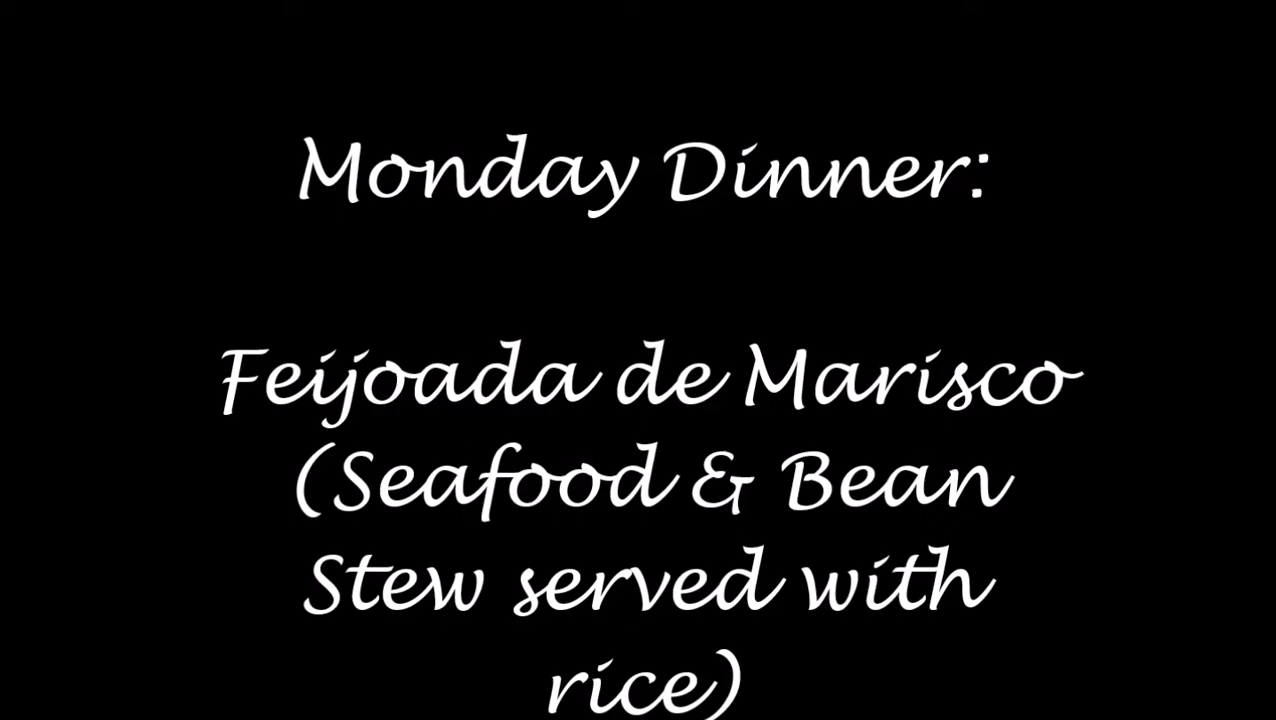 Monday Dinner:
Feijoada de Marisco
(Seafood & Bean
Stew served with
rice)